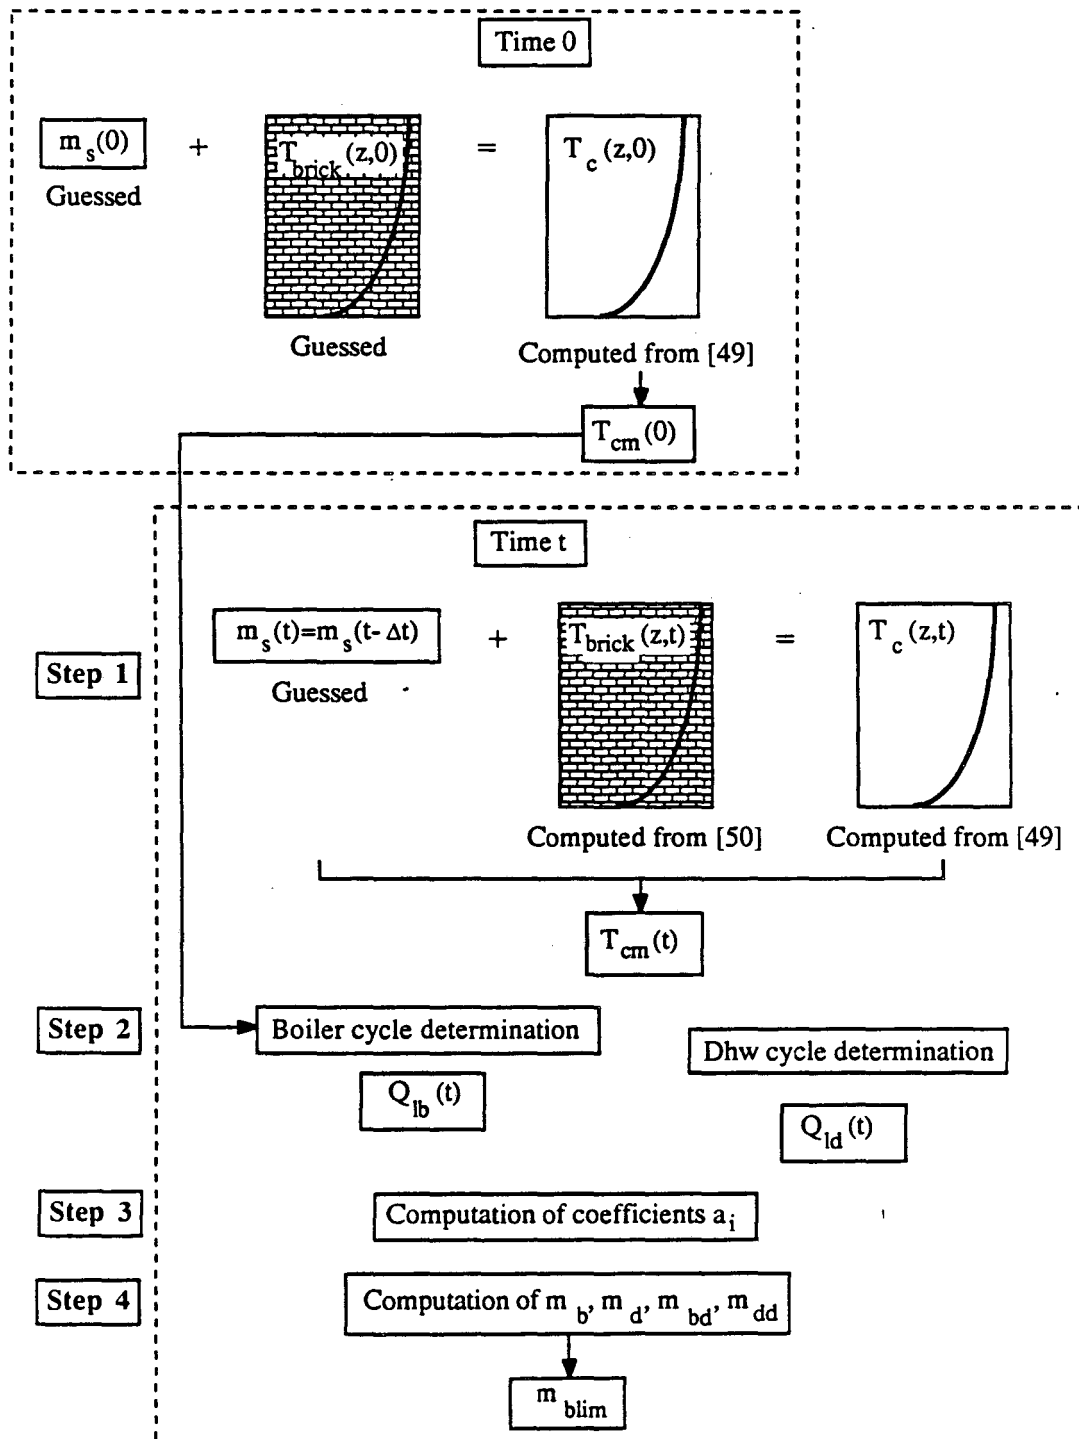 Time 0
m_s(0) + T_brick(z,0) = T_c(z,0)
Guessed
Guessed
Computed from [49]
T_cm(0)
Time t
Step 1
m_s(t)=m_s(t- Δt) + T_brick(z,t) = T_c(z,t)
Guessed
Computed from [50]
Computed from [49]
T_cm(t)
Step 2
Boiler cycle determination
Dhw cycle determination
Q_lb(t)
Q_ld(t)
Step 3
Computation of coefficients a_i
Step 4
Computation of m_b, m_d, m_bd, m_dd
m_blim